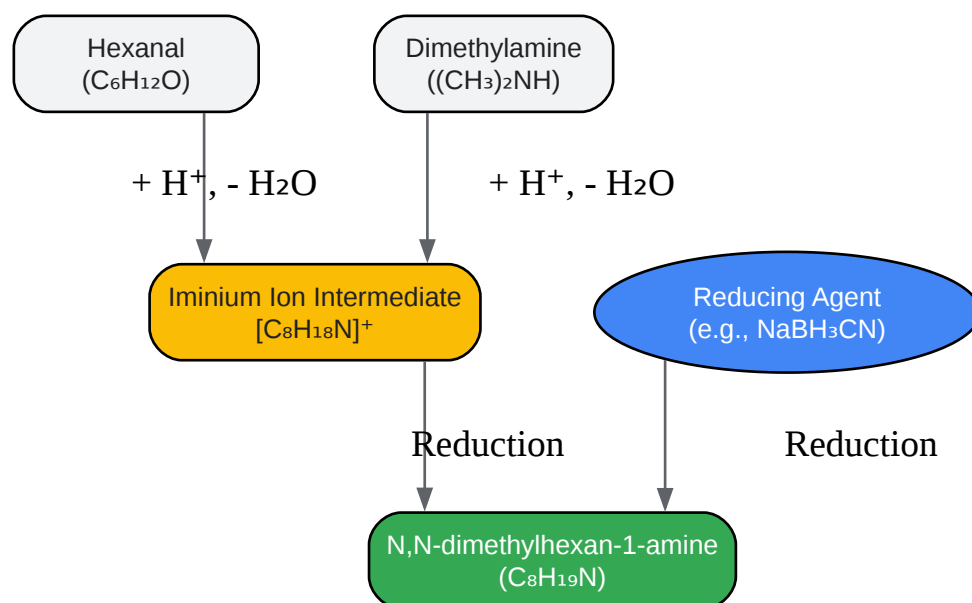 Hexanal
(C₆H₁₂O)
Dimethylamine
((CH₃)₂NH)
+ H⁺, - H₂O
+ H⁺, - H₂O
Iminium Ion Intermediate
[C₈H₁₈N]⁺
Reducing Agent
(e.g., NaBH₃CN)
Reduction
Reduction
N,N-dimethylhexan-1-amine
(C₈H₁₉N)